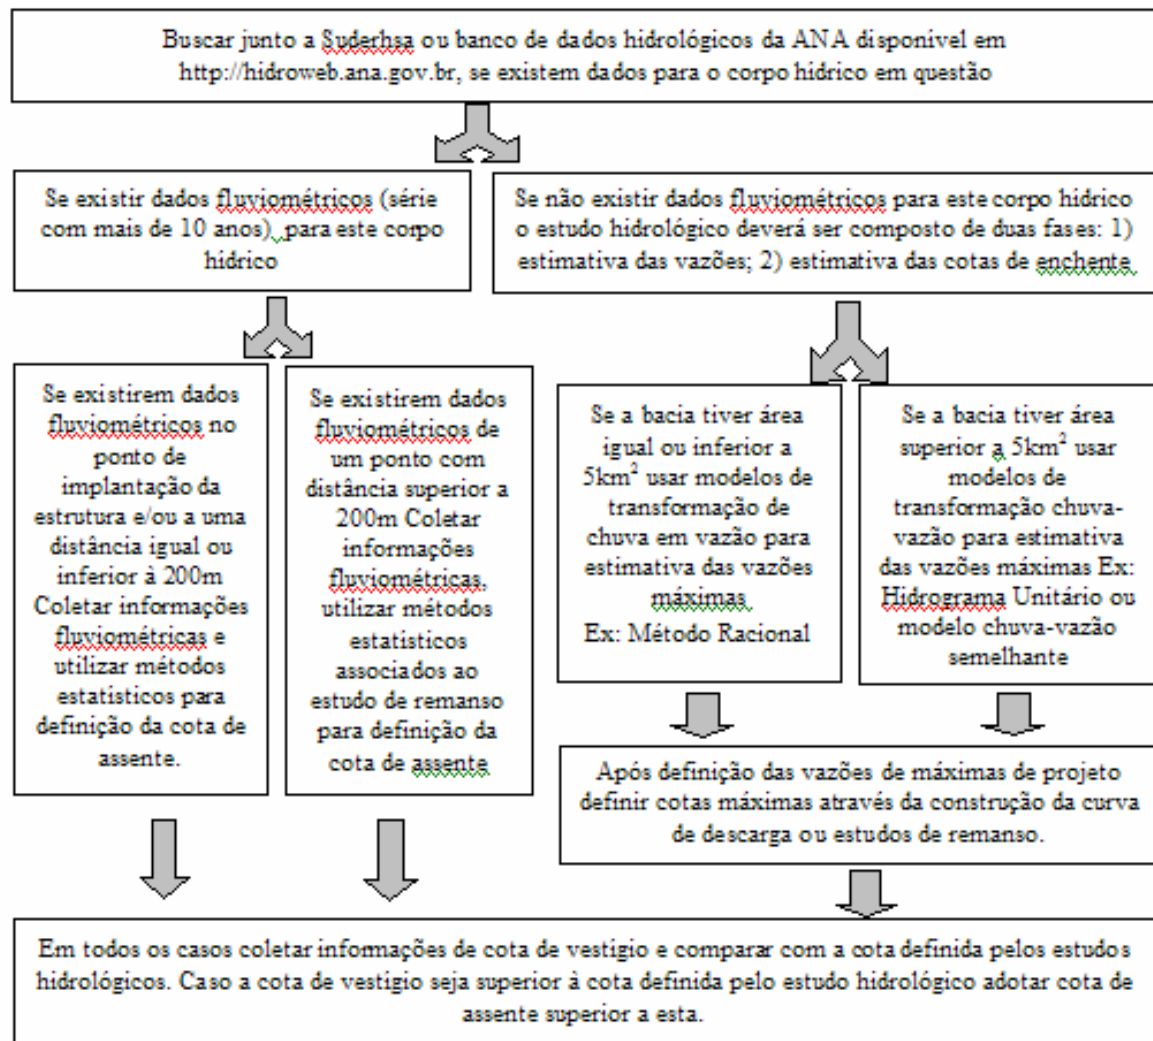 Buscar junto a Suderhsa ou banco de dados hidrológicos da ANA disponível em
http://hidroweb.ana.gov.br, se existem dados para o corpo hídrico em questão
Se existir dados fluviométricos (série
com mais de 10 anos), para este corpo
hídrico
Se não existir dados fluviométricos para este corpo hídrico
o estudo hidrológico deverá ser composto de duas fases: 1)
estimativa das vazões; 2) estimativa das cotas de enchente
Se existirem dados
fluviométricos no
ponto de
implantação da
estrutura e/ou a uma
distância igual ou
inferior à 200m
Coletar informações
fluviométricas e
utilizar métodos
estatísticos para
definição da cota de
assente.
Se existirem dados
fluviométricos de
um ponto com
distância superior a
200m Coletar
informações
fluviométricas,
utilizar métodos
estatísticos
associados ao
estudo de remanso
para definição da
cota de assente
Se a bacia tiver área
igual ou inferior a
5km² usar modelos de
transformação de
chuva em vazão para
estimativa das vazões
máximas
Ex: Método Racional
Se a bacia tiver área
superior a 5km² usar
modelos de
transformação chuva-
vazão para estimativa
das vazões máximas Ex:
Hidrograma Unitário ou
modelo chuva-vazão
semelhante
Após definição das vazões de máximas de projeto
definir cotas máximas através da construção da curva
de descarga ou estudos de remanso.
Em todos os casos coletar informações de cota de vestígio e comparar com a cota definida pelos estudos
hidrológicos. Caso a cota de vestígio seja superior à cota definida pelo estudo hidrológico adotar cota de
assente superior a esta.